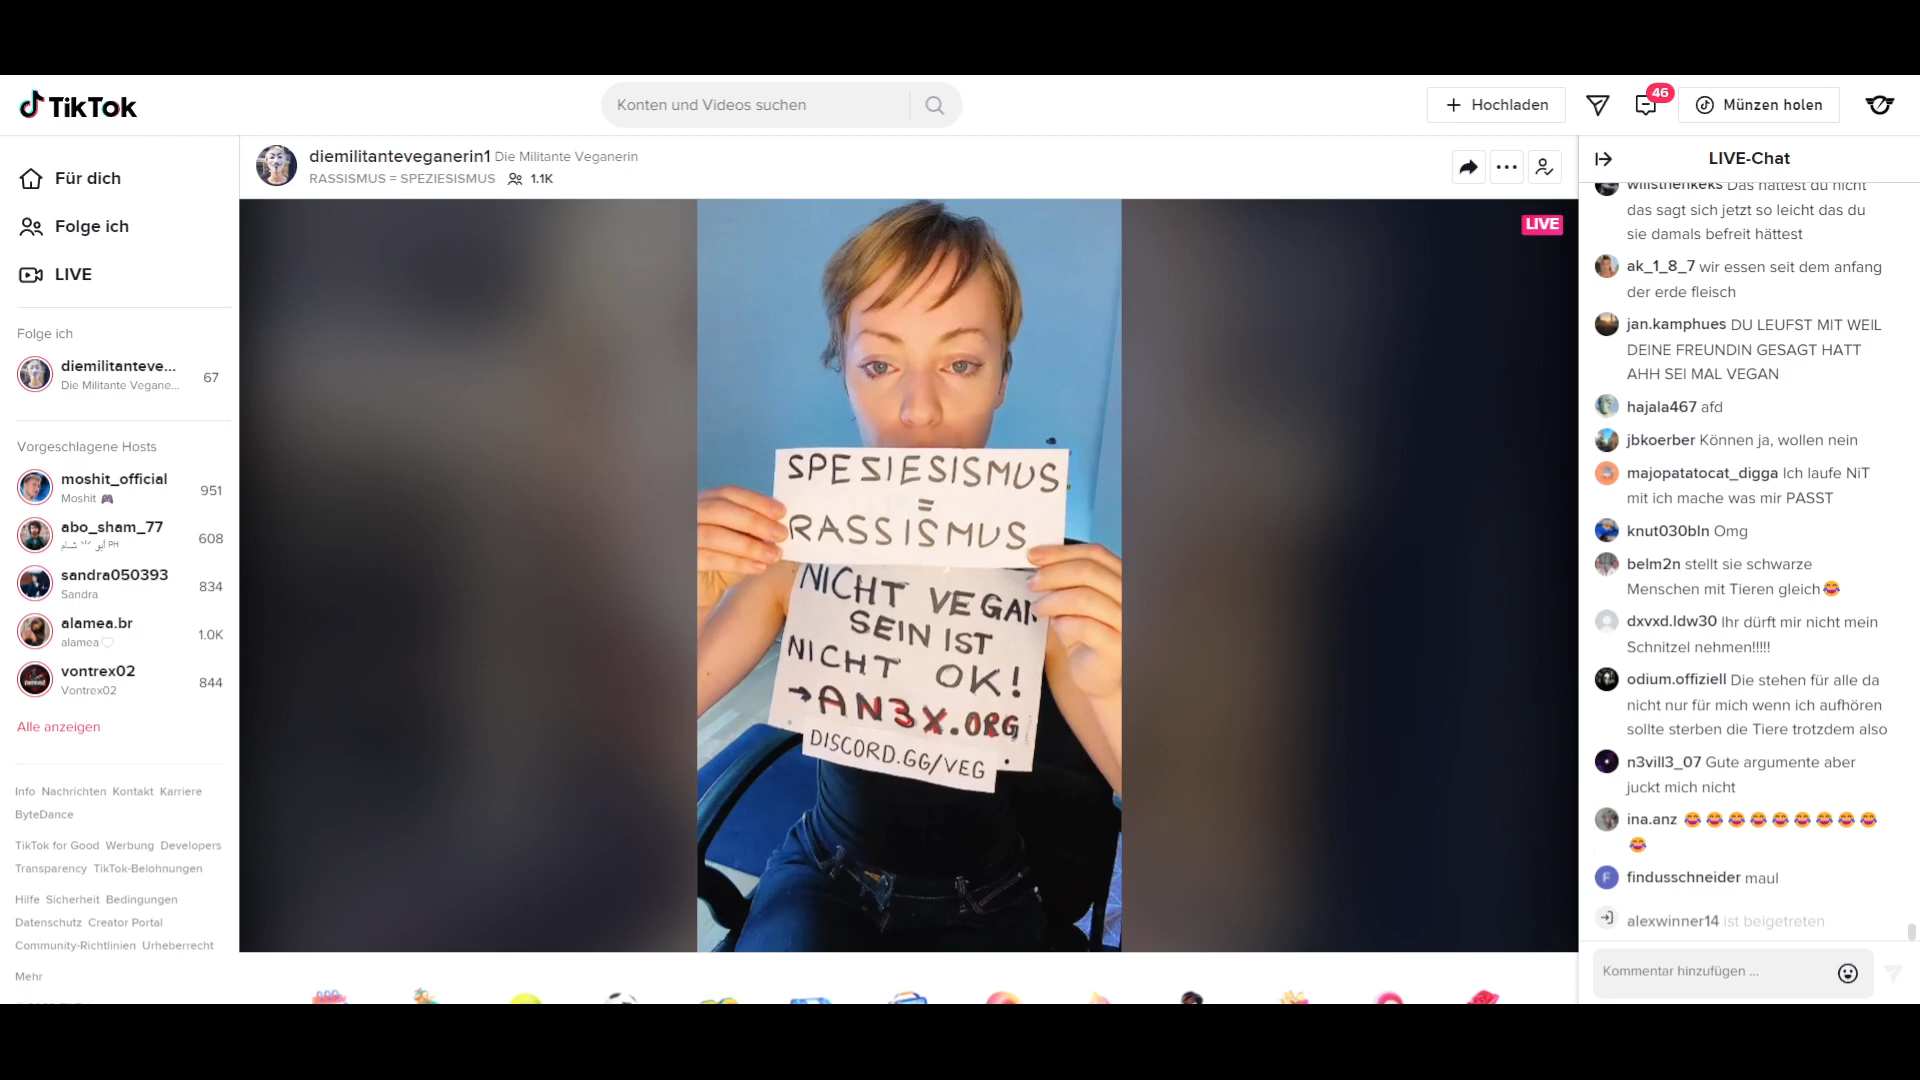 TikTok
Konten und Videos suchen
Hochladen
46
Münzen holen
Für dich
Folge ich
LIVE
Folge ich
diemilitanteve...
Die Militante Vegane...
67
Vorgeschlagene Hosts
moshit_official
Moshit 🎮
951
abo_sham_77
608
sandra050393
Sandra
834
alamea.br
alamea🤍
1.0K
vontrex02
Vontrex02
844
Alle anzeigen
Info Nachrichten Kontakt Karriere
ByteDance
TikTok for Good Werbung Developers
Transparency TikTok-Belohnungen
Hilfe Sicherheit Bedingungen
Datenschutz Creator Portal
Community-Richtlinien Urheberrecht
Mehr
diemilitanteveganerin1 Die Militante Veganerin
RASSISMUS = SPEZIESISMUS 1.1K
LIVE
SPEZIESISMUS
=
RASSISMUS
NICHT VEGAN
SEIN IST
NICHT OK!
→AN3X.ORG
DISCORD.GG/VEG
LIVE-Chat
willsthenkeks Das hättest du nicht
das sagt sich jetzt so leicht das du
sie damals befreit hättest
ak_1_8_7 wir essen seit dem anfang
der erde fleisch
jan.kamphues DU LEUFST MIT WEIL
DEINE FREUNDIN GESAGT HATT
AHH SEI MAL VEGAN
hajala467 afd
jbkoerber Können ja, wollen nein
majopatatocat_digga Ich laufe NiT
mit ich mache was mir PASST
knut030bln Omg
belm2n stellt sie schwarze
Menschen mit Tieren gleich😂
dxvxd.ldw30 Ihr dürft mir nicht mein
Schnitzel nehmen!!!!!
odium.offiziell Die stehen für alle da
nicht nur für mich wenn ich aufhören
sollte sterben die Tiere trotzdem also
n3vill3_07 Gute argumente aber
juckt mich nicht
ina.anz 😂😂😂😂😂😂😂😂😂
😂
F findusschneider maul
alexwinner14 ist beigetreten
Kommentar hinzufügen ...